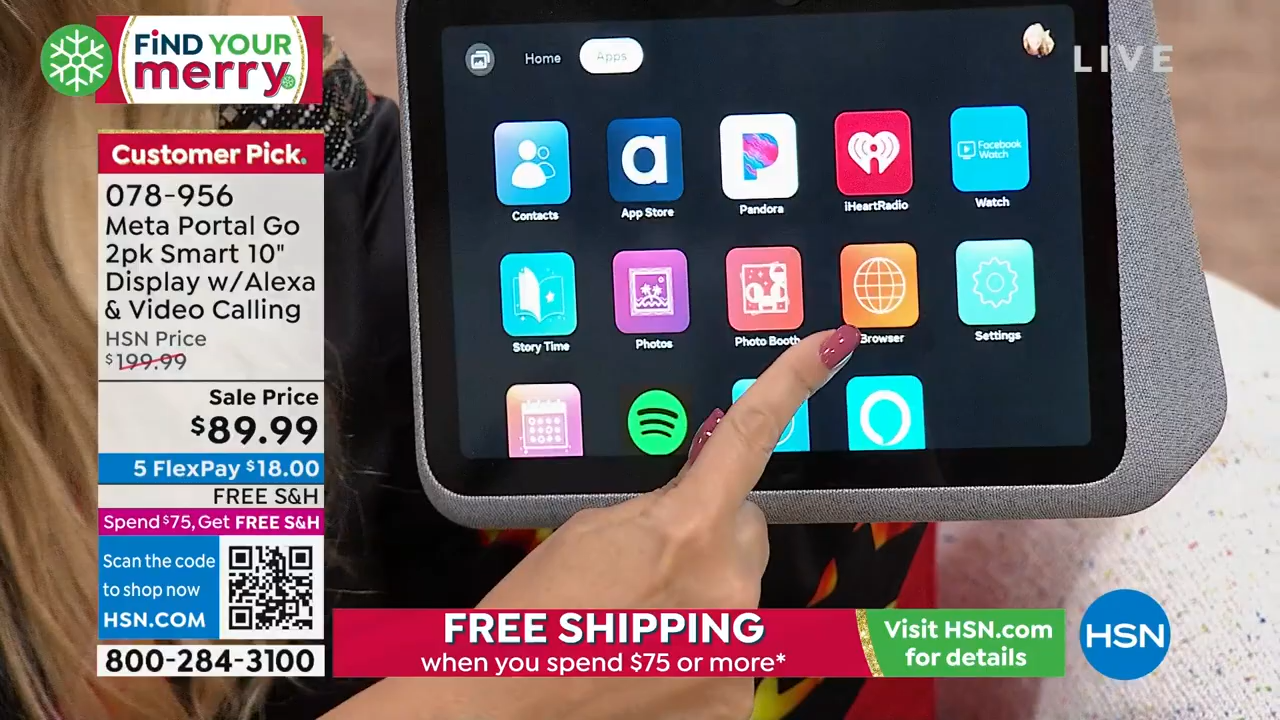 FiND YOUR
merry
Customer Pick.
078-956
Meta Portal Go
2pk Smart 10"
Display w/Alexa
& Video Calling
HSN Price
$199.99
Sale Price
$89.99
5 FlexPay $18.00
FREE S&H
Spend $75, Get FREE S&H
Scan the code
to shop now
HSN.COM
800-284-3100
Home
Apps
LIVE
Contacts
a
App Store
P
Pandora
iHeartRadio
Facebook
Watch
Watch
Story Time
Photos
Photo Booth
Browser
Settings
FREE SHIPPING
when you spend $75 or more*
Visit HSN.com
for details
HSN